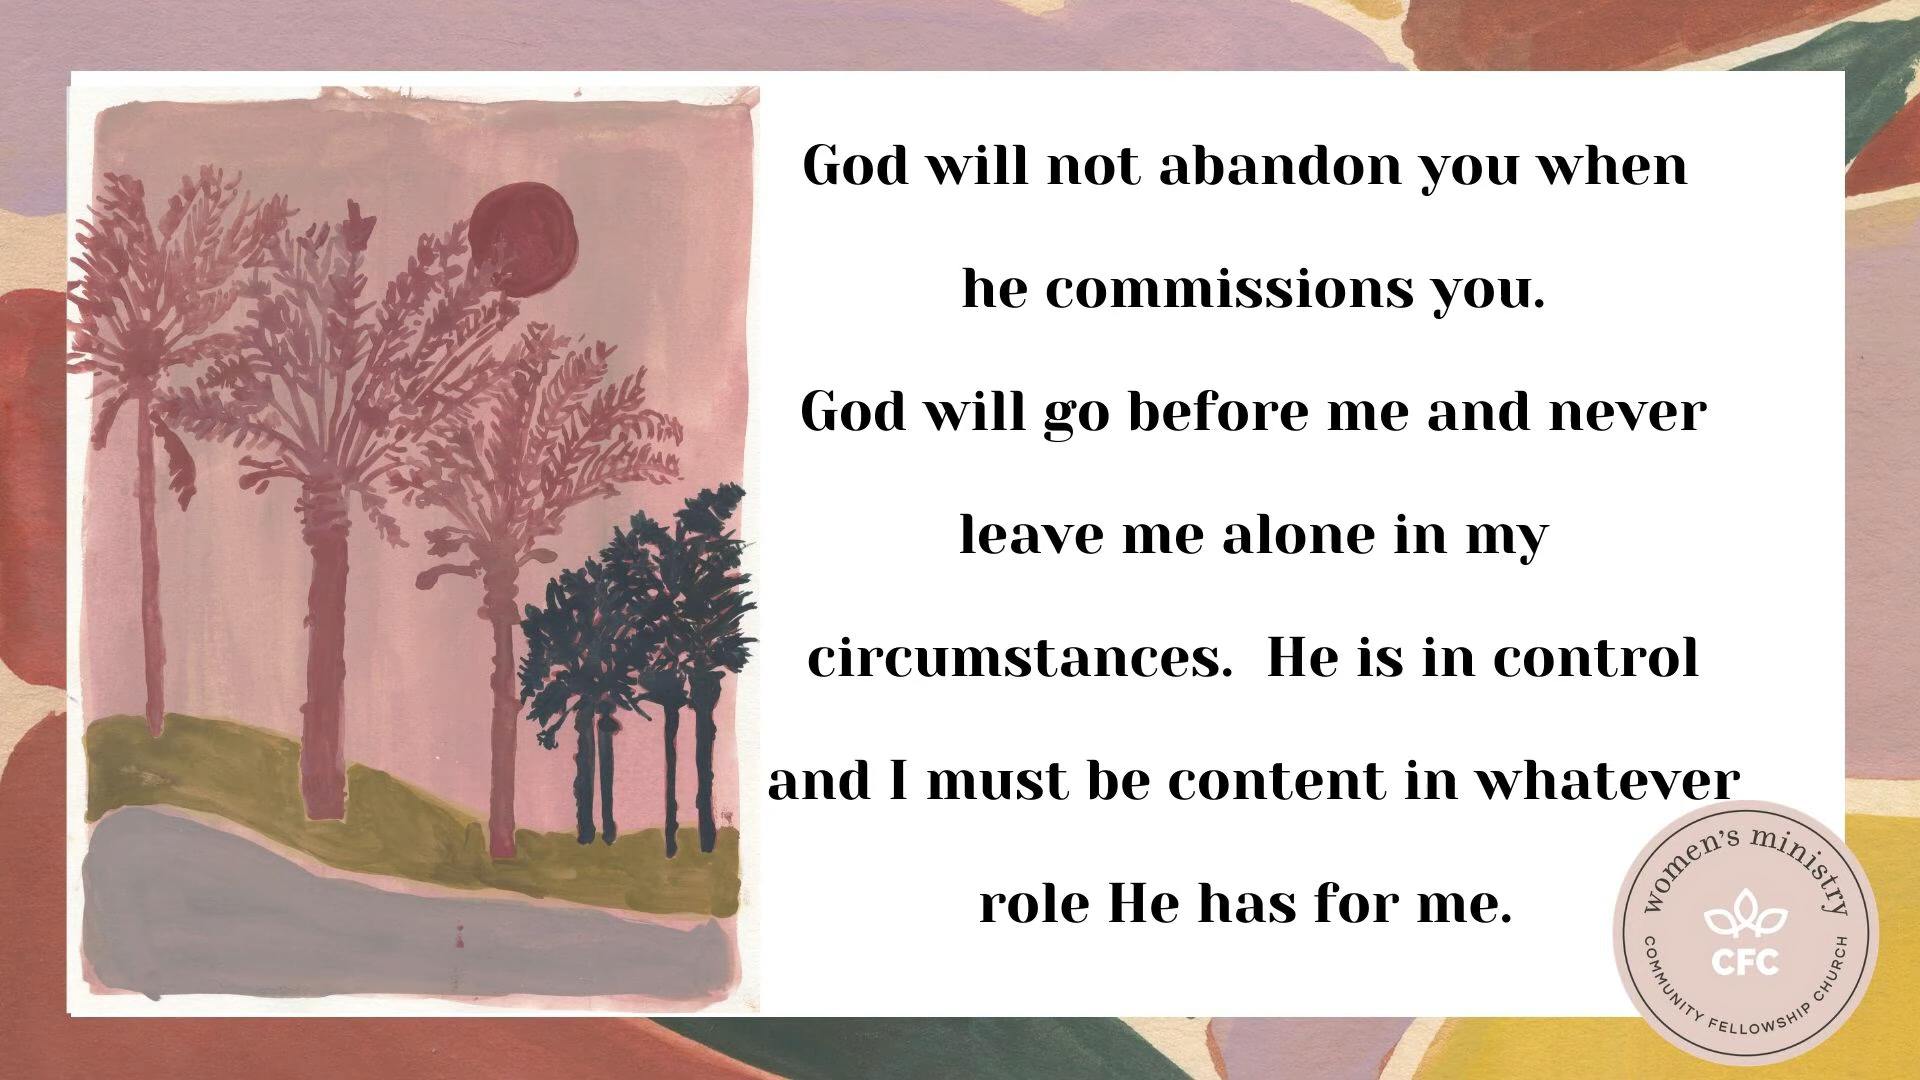 God will not abandon you when
he commissions you.
God will go before me and never
leave me alone in my
circumstances.  He is in control
and I must be content in whatever
role He has for me.
women's ministry
CFC
COMMUNITY FELLOWSHIP CHURCH